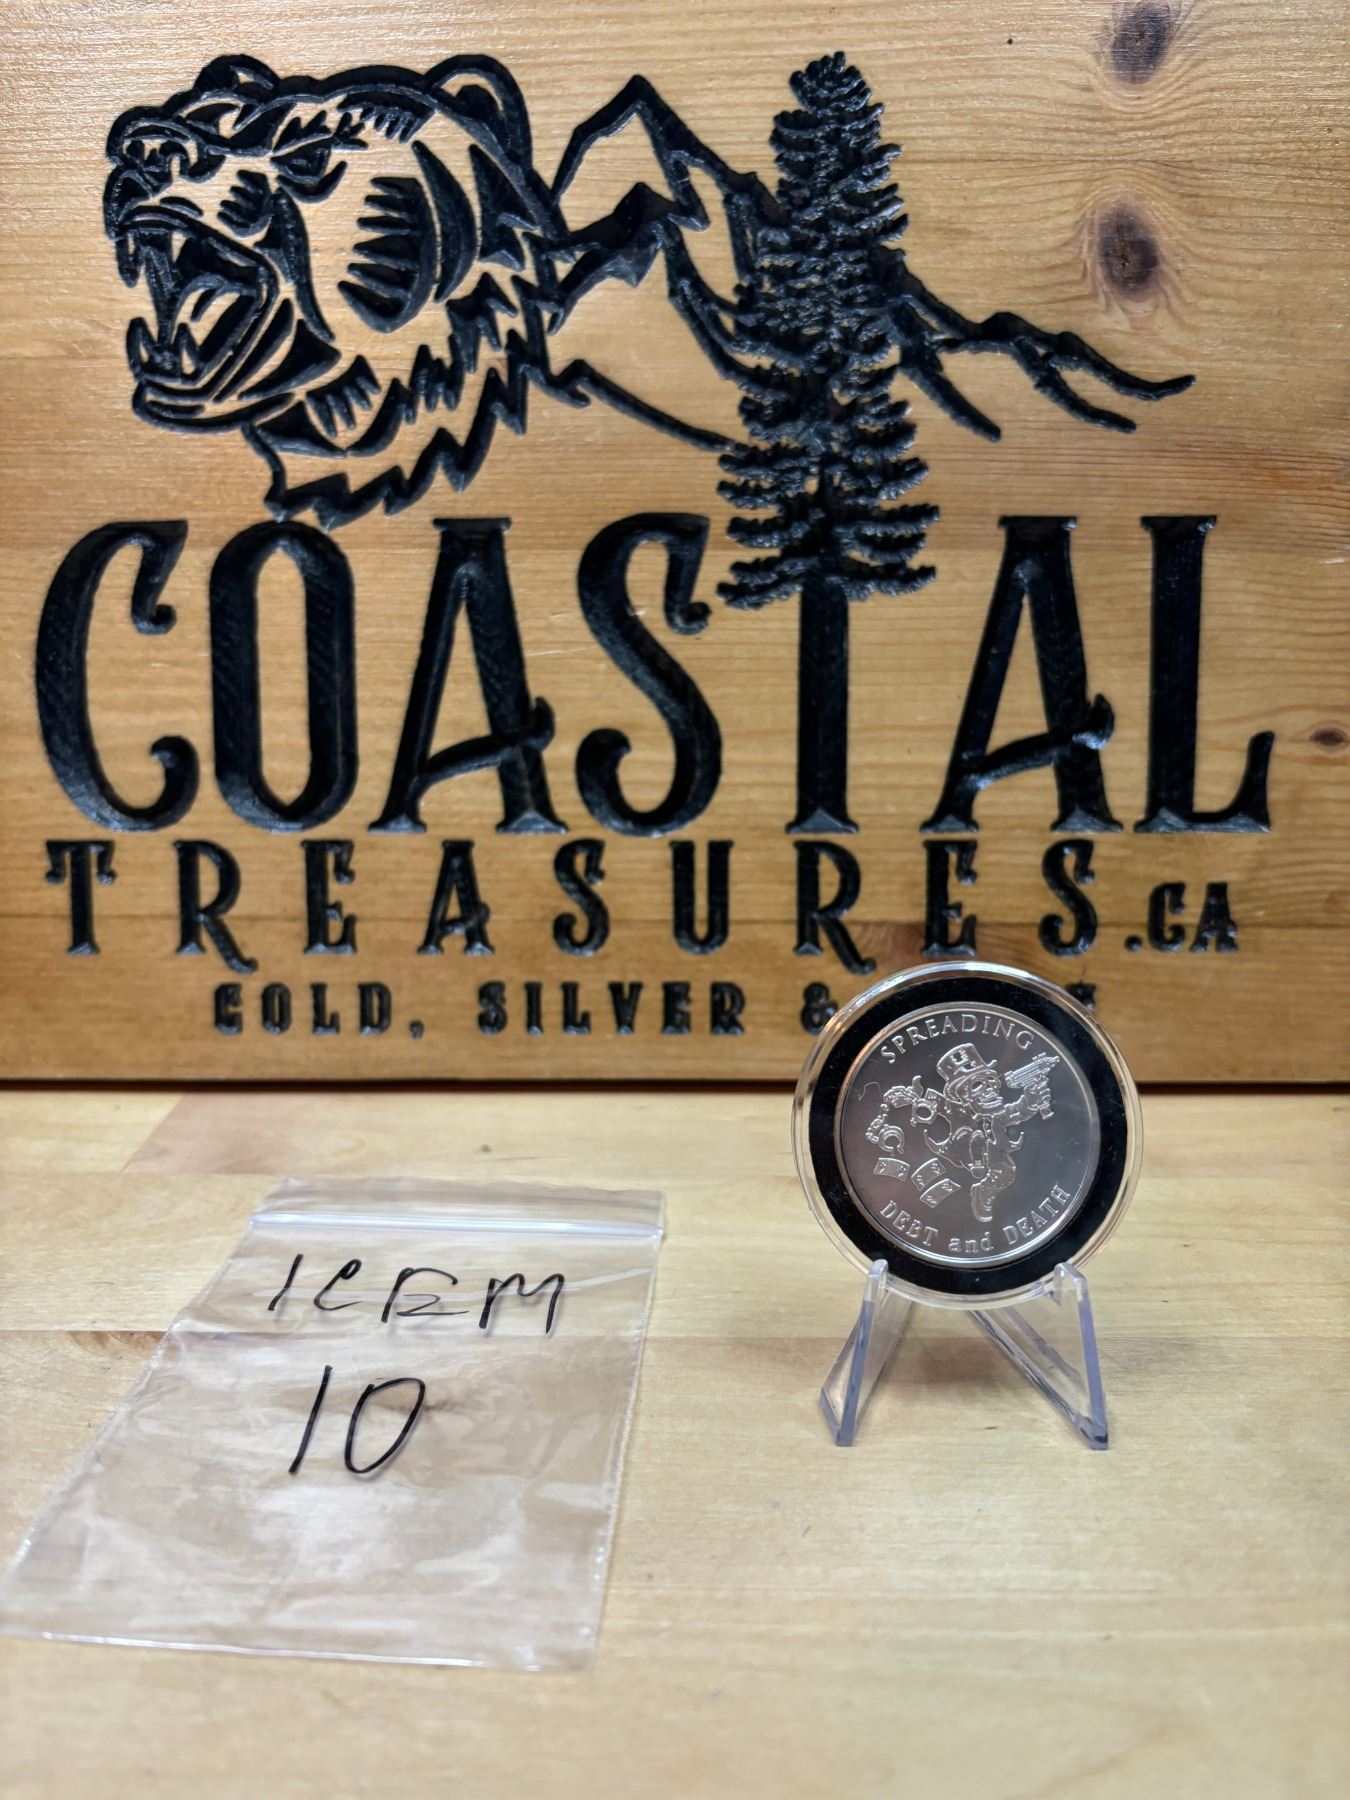 COASTAL
TREASURES.CA
GOLD, SILVER &
SPREADING
DEBT and DEATH
ITEM
10